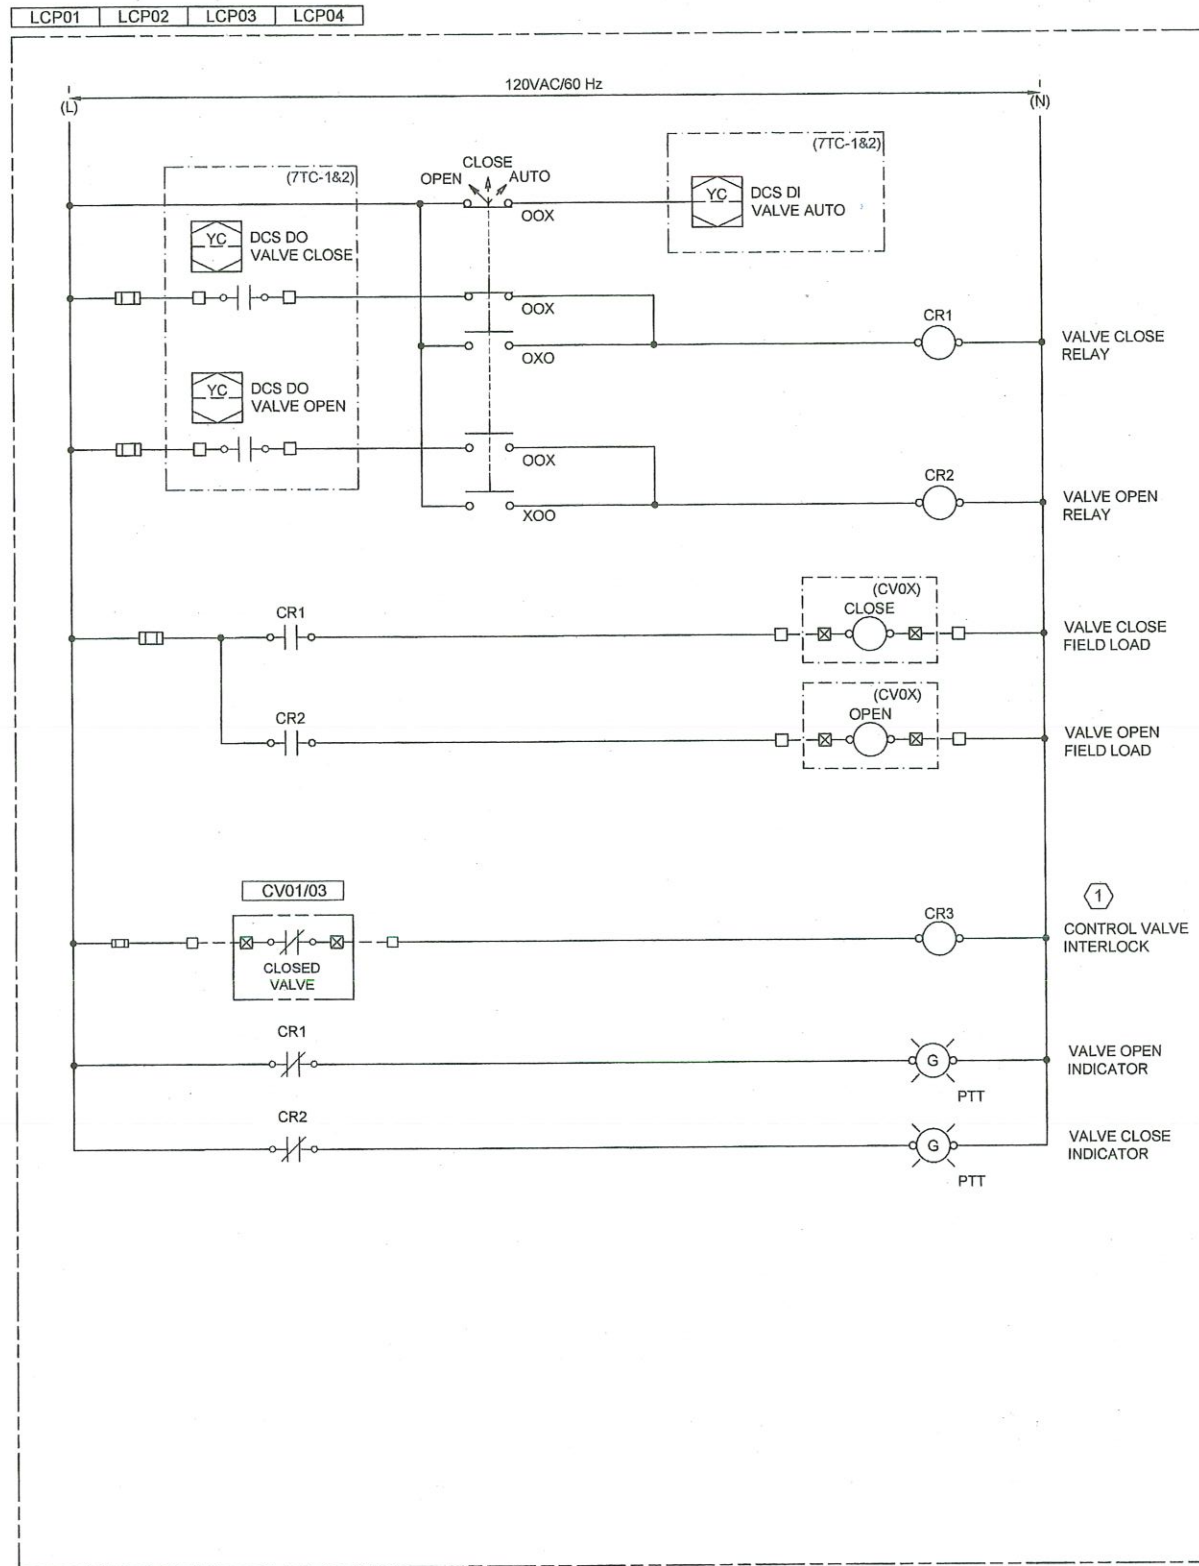 LCP01 LCP02 LCP03 LCP04
120VAC/60 Hz
(L)
(N)
(7TC-1&2)
CLOSE
OPEN
AUTO
OOX
(7TC-1&2)
YC
DCS DI
VALVE AUTO
YC
DCS DO
VALVE CLOSE
OOX
OXO
CR1
VALVE CLOSE
RELAY
YC
DCS DO
VALVE OPEN
OOX
XOO
CR2
VALVE OPEN
RELAY
CR1
(CV0X)
CLOSE
VALVE CLOSE
FIELD LOAD
CR2
(CV0X)
OPEN
VALVE OPEN
FIELD LOAD
CV01/03
CLOSED
VALVE
CR3
1
CONTROL VALVE
INTERLOCK
CR1
G
PTT
VALVE OPEN
INDICATOR
CR2
G
PTT
VALVE CLOSE
INDICATOR